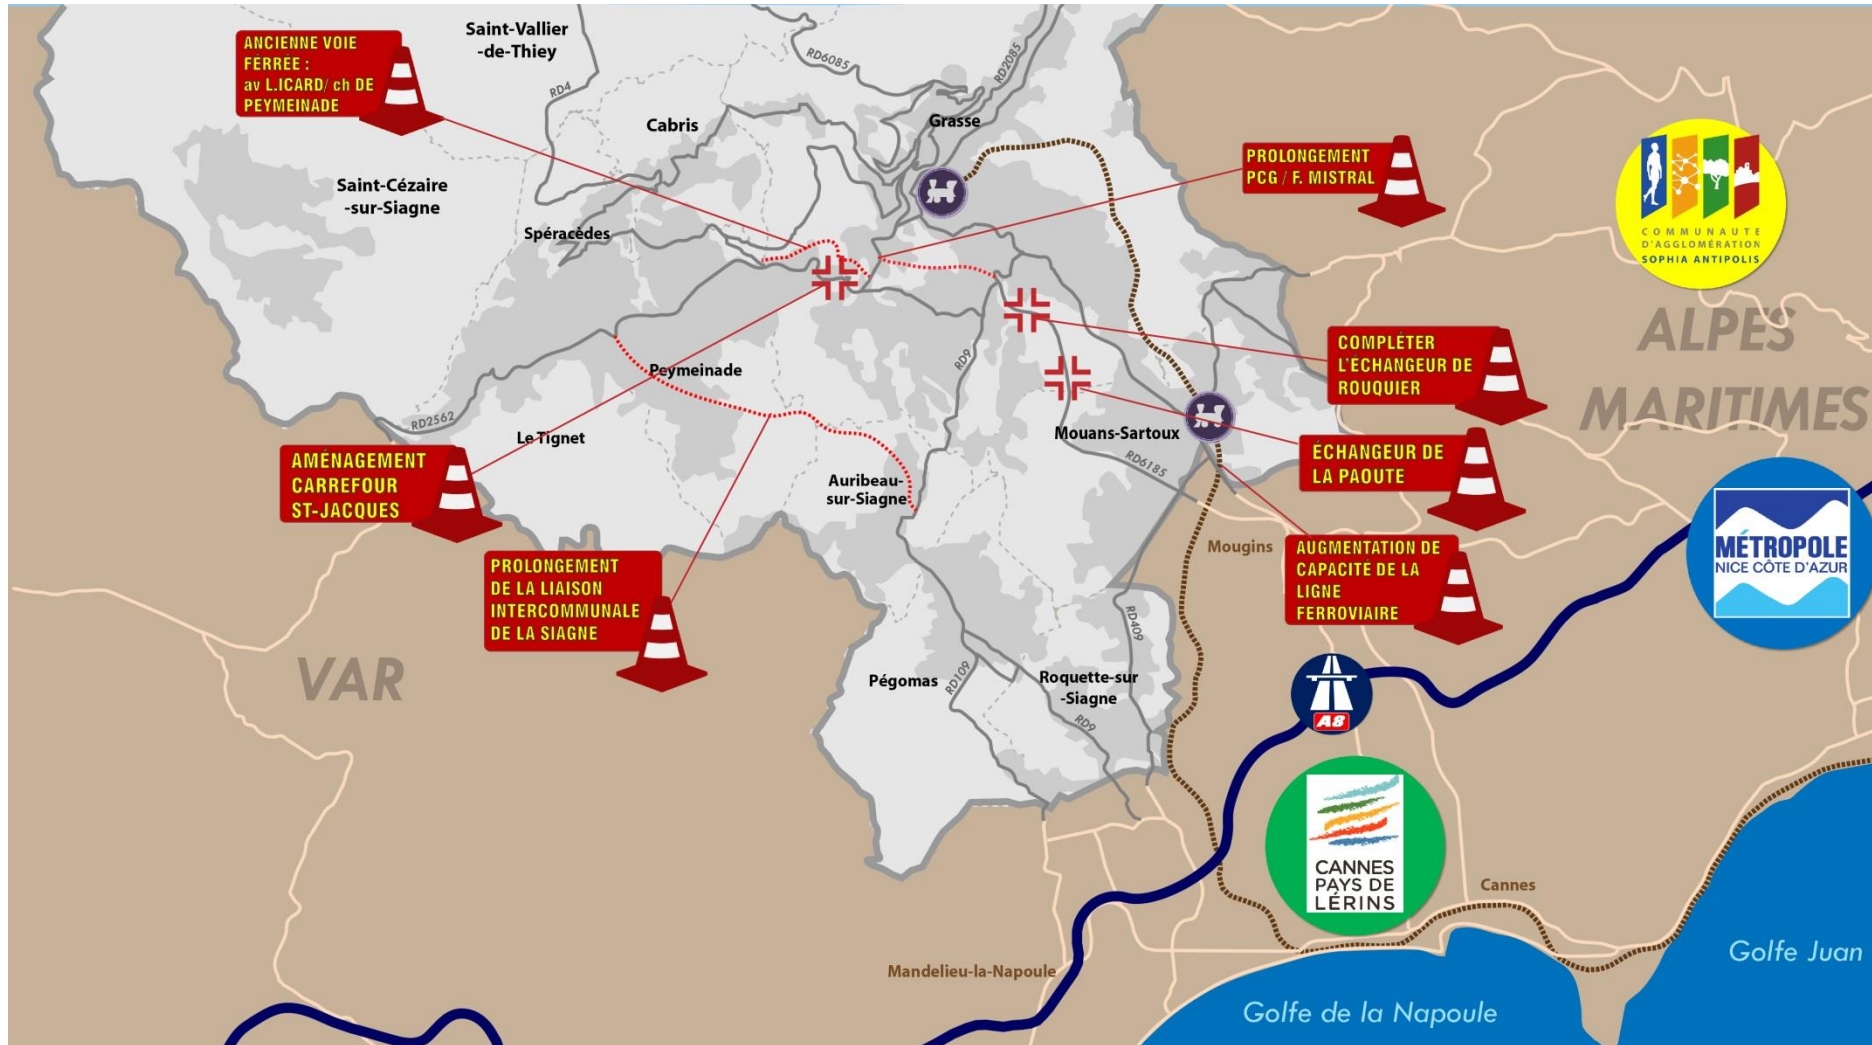 Saint-Vallier
-de-Thiey
RD6085
RD2085
ANCIENNE VOIE
FÉRRÉE :
av L.ICARD/ ch DE
PEYMEINADE
RD4
Cabris
Grasse
PROLONGEMENT
PCG / F. MISTRAL
Saint-Cézaire
-sur-Siagne
Spéracèdes
COMMUNAUTE
D'AGGLOMÉRATION
SOPHIA ANTIPOLIS
ALPES
MARITIMES
COMPLÉTER
L'ÉCHANGEUR DE
ROUQUIER
RD9
Peymeinade
RD2562
Le Tignet
Mouans-Sartoux
RD6185
ÉCHANGEUR DE
LA PAOUTE
AMÉNAGEMENT
CARREFOUR
ST-JACQUES
Auribeau-
sur-Siagne
MÉTROPOLE
NICE CÔTE D'AZUR
Mougins
AUGMENTATION DE
CAPACITÉ DE LA
LIGNE
FERROVIAIRE
PROLONGEMENT
DE LA LIAISON
INTERCOMMUNALE
DE LA SIAGNE
RD409
VAR
Pégomas
RD109
Roquette-sur
-Siagne
RD9
A8
CANNES
PAYS DE
LÉRINS
Cannes
Mandelieu-la-Napoule
Golfe Juan
Golfe de la Napoule